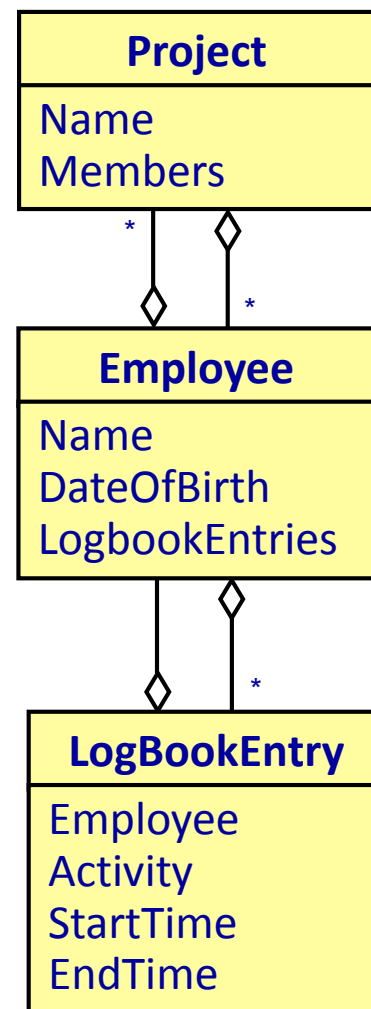 Project
Name
Members
*
*
Employee
Name
DateOfBirth
LogbookEntries
*
LogBookEntry
Employee
Activity
StartTime
EndTime